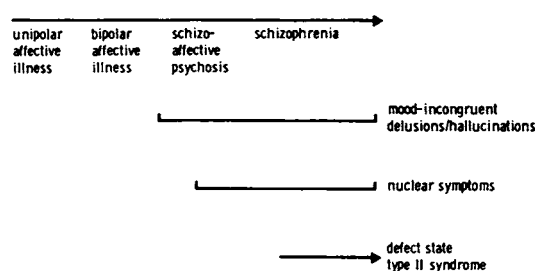 unipolar affective illness
bipolar affective illness
schizo-affective psychosis
schizophrenia
mood-incongruent
delusions/hallucinations
nuclear symptoms
defect state
type II syndrome